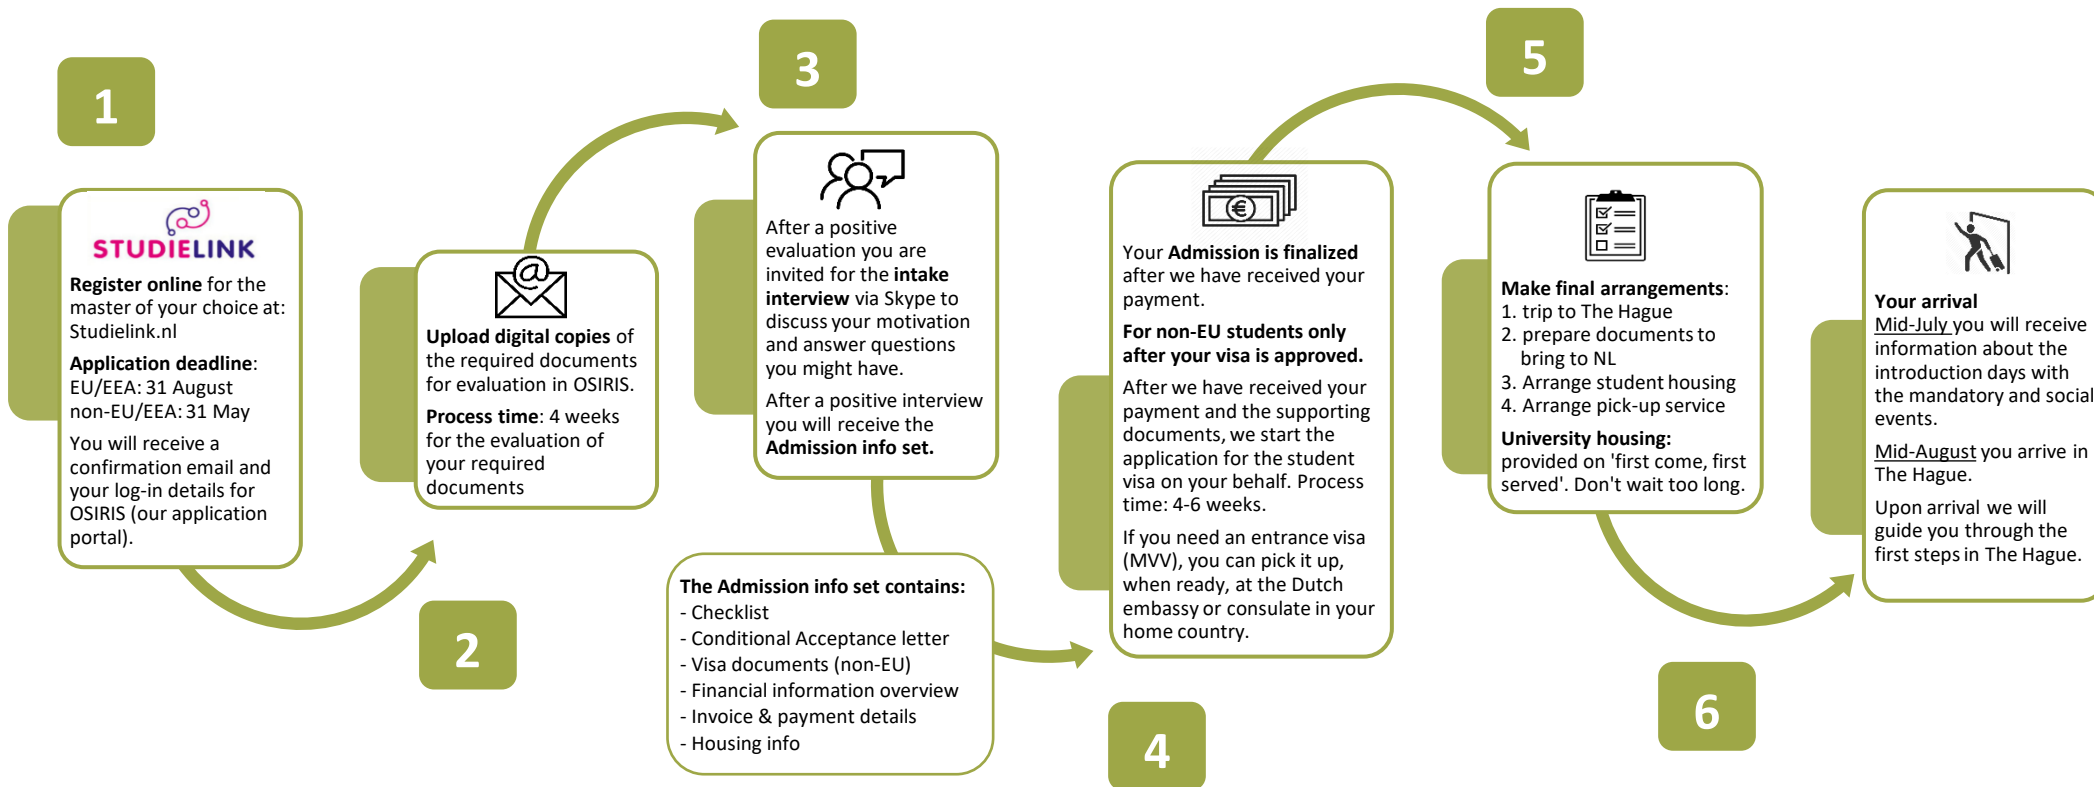 1
STUDIELINK
Register online for the
master of your choice at:
Studielink.nl
Application deadline:
EU/EEA: 31 August
non-EU/EEA: 31 May
You will receive a
confirmation email and
your log-in details for
OSIRIS (our application
portal).
2
@
Upload digital copies of
the required documents
for evaluation in OSIRIS.
Process time: 4 weeks
for the evaluation of
your required
documents
3
After a positive
evaluation you are
invited for the intake
interview via Skype to
discuss your motivation
and answer questions
you might have.
After a positive interview
you will receive the
Admission info set.
The Admission info set contains:
- Checklist
- Conditional Acceptance letter
- Visa documents (non-EU)
- Financial information overview
- Invoice & payment details
- Housing info
4
€
Your Admission is finalized
after we have received your
payment.
For non-EU students only
after your visa is approved.
After we have received your
payment and the supporting
documents, we start the
application for the student
visa on your behalf. Process
time: 4-6 weeks.
If you need an entrance visa
(MVV), you can pick it up,
when ready, at the Dutch
embassy or consulate in your
home country.
5
Make final arrangements:
1. trip to The Hague
2. prepare documents to
bring to NL
3. Arrange student housing
4. Arrange pick-up service
University housing:
provided on 'first come, first
served'. Don't wait too long.
6
Your arrival
Mid-July you will receive
information about the
introduction days with
the mandatory and social
events.
Mid-August you arrive in
The Hague.
Upon arrival we will
guide you through the
first steps in The Hague.